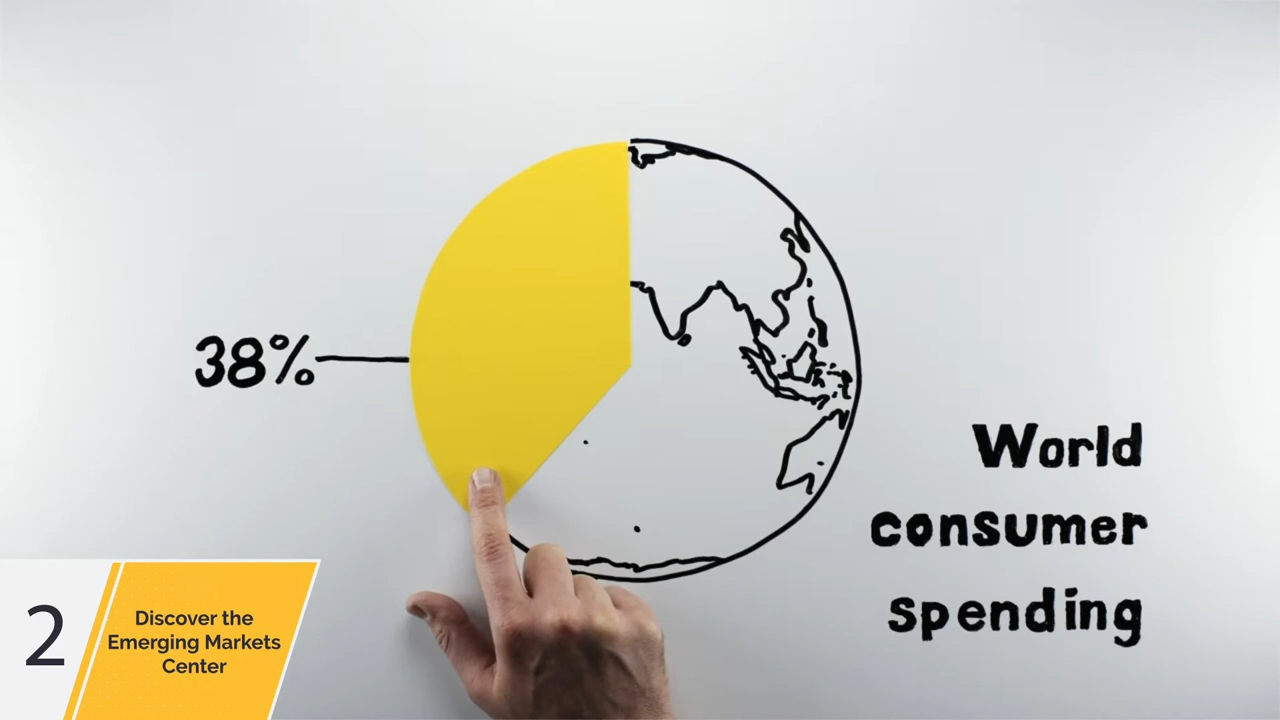 38%
World
consumer
spending
2
Discover the
Emerging Markets
Center